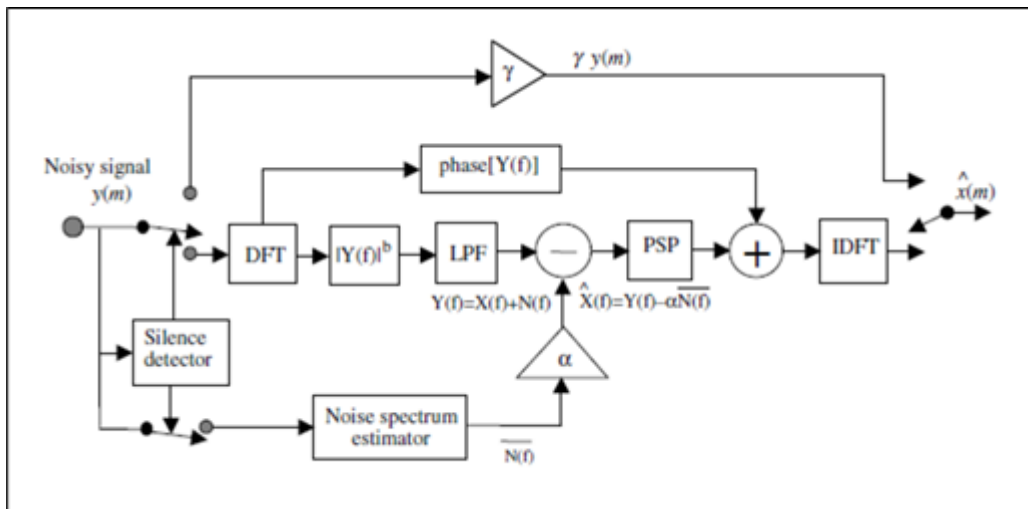 γ
γ y(m)
Noisy signal
y(m)
phase[Y(f)]
^
x(m)
DFT
|Y(f)|ᵇ
LPF
—
PSP
+
IDFT
Y(f)=X(f)+N(f)
X̂(f)=Y(f)–αN̅(̅f̅)̅
Silence
detector
α
Noise spectrum
estimator
N̅(̅f̅)̅